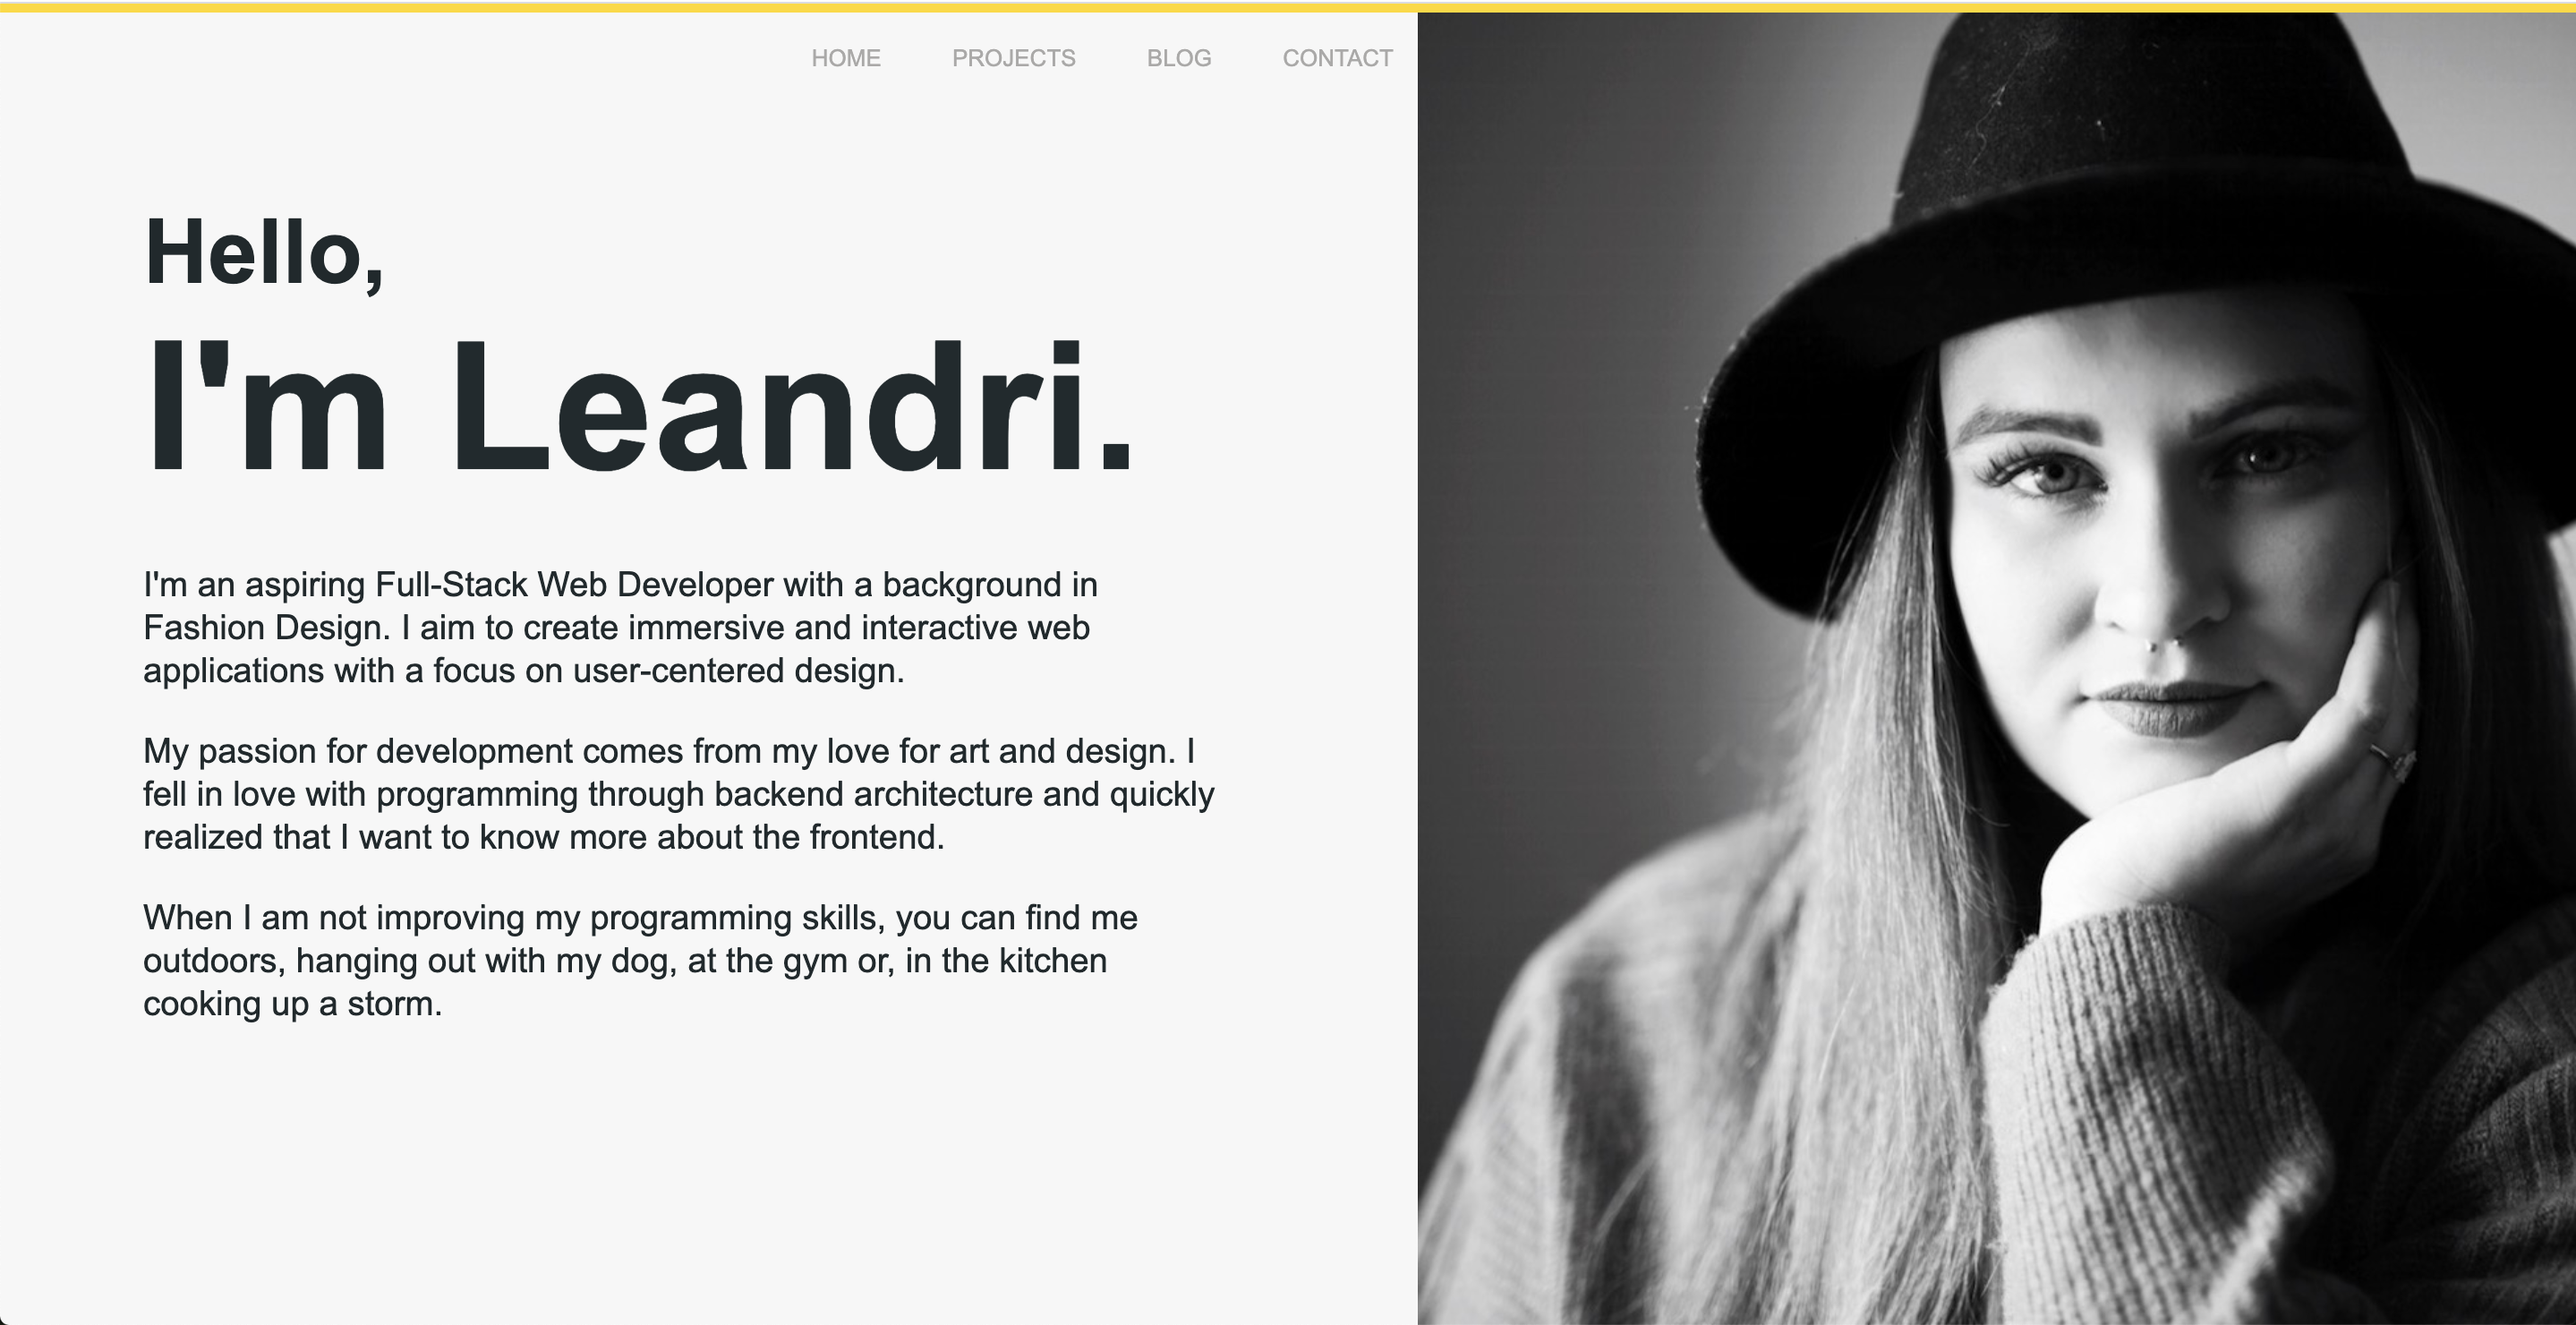 HOME PROJECTS BLOG CONTACT
Hello,
I'm Leandri.
I'm an aspiring Full-Stack Web Developer with a background in
Fashion Design. I aim to create immersive and interactive web
applications with a focus on user-centered design.
My passion for development comes from my love for art and design. I
fell in love with programming through backend architecture and quickly
realized that I want to know more about the frontend.
When I am not improving my programming skills, you can find me
outdoors, hanging out with my dog, at the gym or, in the kitchen
cooking up a storm.